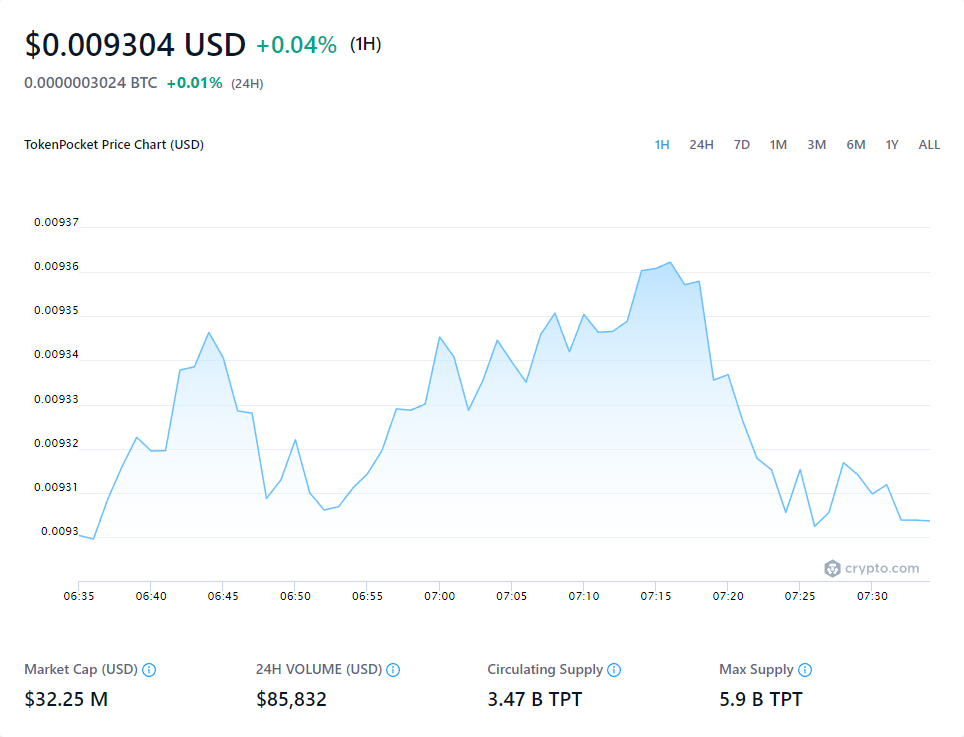 $0.009304 USD +0.04% (1H)
0.0000003024 BTC +0.01% (24H)
TokenPocket Price Chart (USD) 1H 24H 7D 1M 3M 6M 1Y ALL
0.00937
0.00936
0.00935
0.00934
0.00933
0.00932
0.00931
0.0093
crypto.com
06:35 06:40 06:45 06:50 06:55 07:00 07:05 07:10 07:15 07:20 07:25 07:30
Market Cap (USD) 24H VOLUME (USD) Circulating Supply Max Supply
$32.25 M $85,832 3.47 B TPT 5.9 B TPT